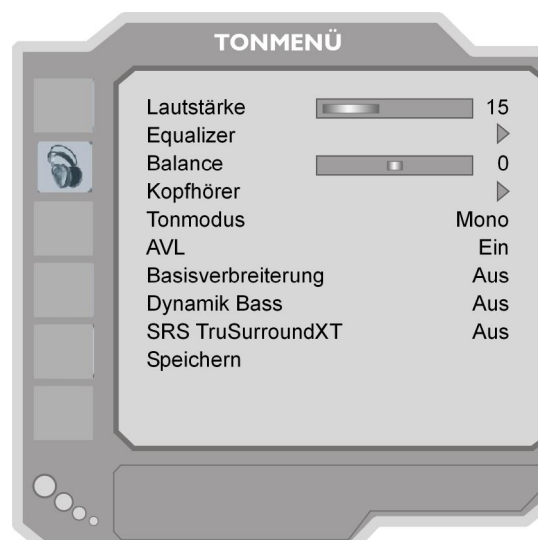 TONMENÜ
Lautstärke 15
Equalizer
Balance 0
Kopfhörer
Tonmodus Mono
AVL Ein
Basisverbreiterung Aus
Dynamik Bass Aus
SRS TruSurroundXT Aus
Speichern